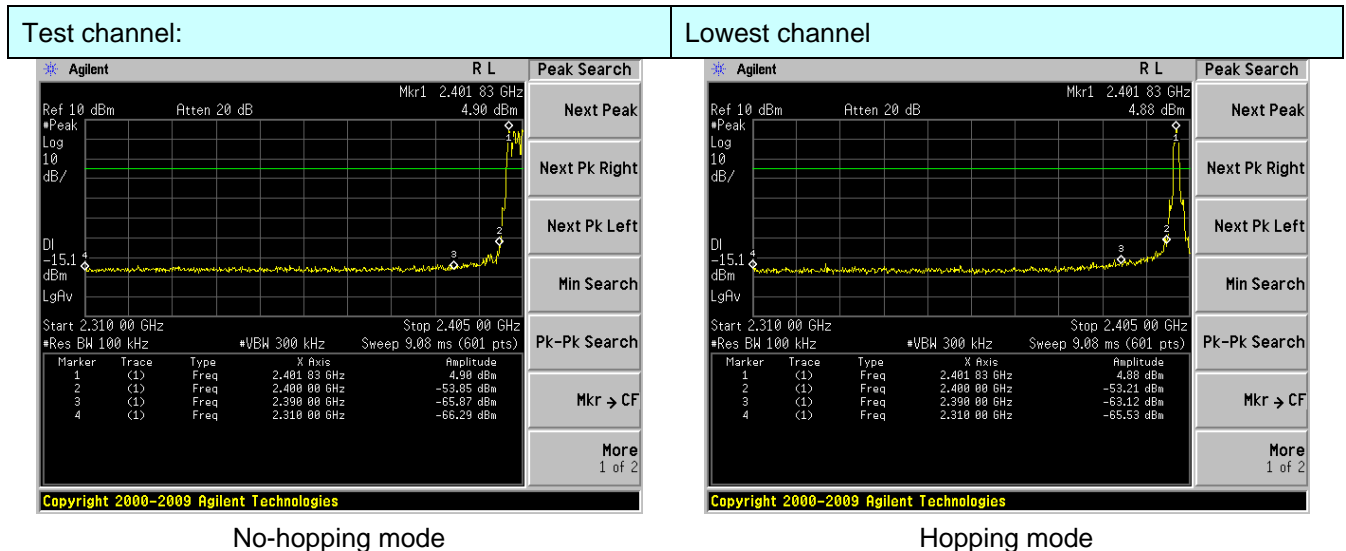 Test channel:
Lowest channel
Agilent
R L
Peak Search
Mkr1 2.401 83 GHz
Ref 10 dBm
Atten 20 dB
4.90 dBm
#Peak
Log
10
dB/
DI
-15.1
dBm
LgAv
1
2
3
4
Start 2.310 00 GHz
Stop 2.405 00 GHz
#Res BW 100 kHz
#VBW 300 kHz
Sweep 9.08 ms (601 pts)
Marker Trace Type X Axis Amplitude
1 (1) Freq 2.401 83 GHz 4.90 dBm
2 (1) Freq 2.400 00 GHz -53.85 dBm
3 (1) Freq 2.390 00 GHz -65.87 dBm
4 (1) Freq 2.310 00 GHz -66.29 dBm
Next Peak
Next Pk Right
Next Pk Left
Min Search
Pk-Pk Search
Mkr → CF
More
1 of 2
Copyright 2000-2009 Agilent Technologies
No-hopping mode
Agilent
R L
Peak Search
Mkr1 2.401 83 GHz
Ref 10 dBm
Atten 20 dB
4.88 dBm
#Peak
Log
10
dB/
DI
-15.1
dBm
LgAv
1
2
3
4
Start 2.310 00 GHz
Stop 2.405 00 GHz
#Res BW 100 kHz
#VBW 300 kHz
Sweep 9.08 ms (601 pts)
Marker Trace Type X Axis Amplitude
1 (1) Freq 2.401 83 GHz 4.88 dBm
2 (1) Freq 2.400 00 GHz -53.21 dBm
3 (1) Freq 2.390 00 GHz -63.12 dBm
4 (1) Freq 2.310 00 GHz -65.53 dBm
Next Peak
Next Pk Right
Next Pk Left
Min Search
Pk-Pk Search
Mkr → CF
More
1 of 2
Copyright 2000-2009 Agilent Technologies
Hopping mode